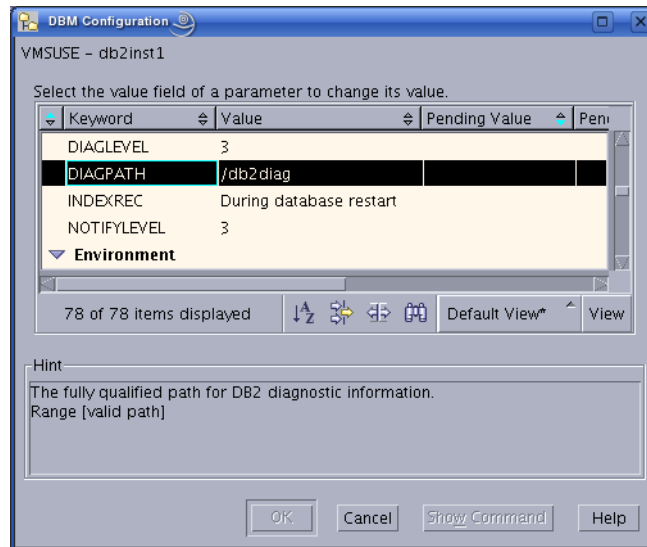 DBM Configuration
VMSUSE – db2inst1
Select the value field of a parameter to change its value.
Keyword Value Pending Value Pen
DIAGLEVEL 3
DIAGPATH /db2diag
INDEXREC During database restart
NOTIFYLEVEL 3
Environment
78 of 78 items displayed Default View* View
Hint
The fully qualified path for DB2 diagnostic information.
Range [valid path]
OK Cancel Show Command Help